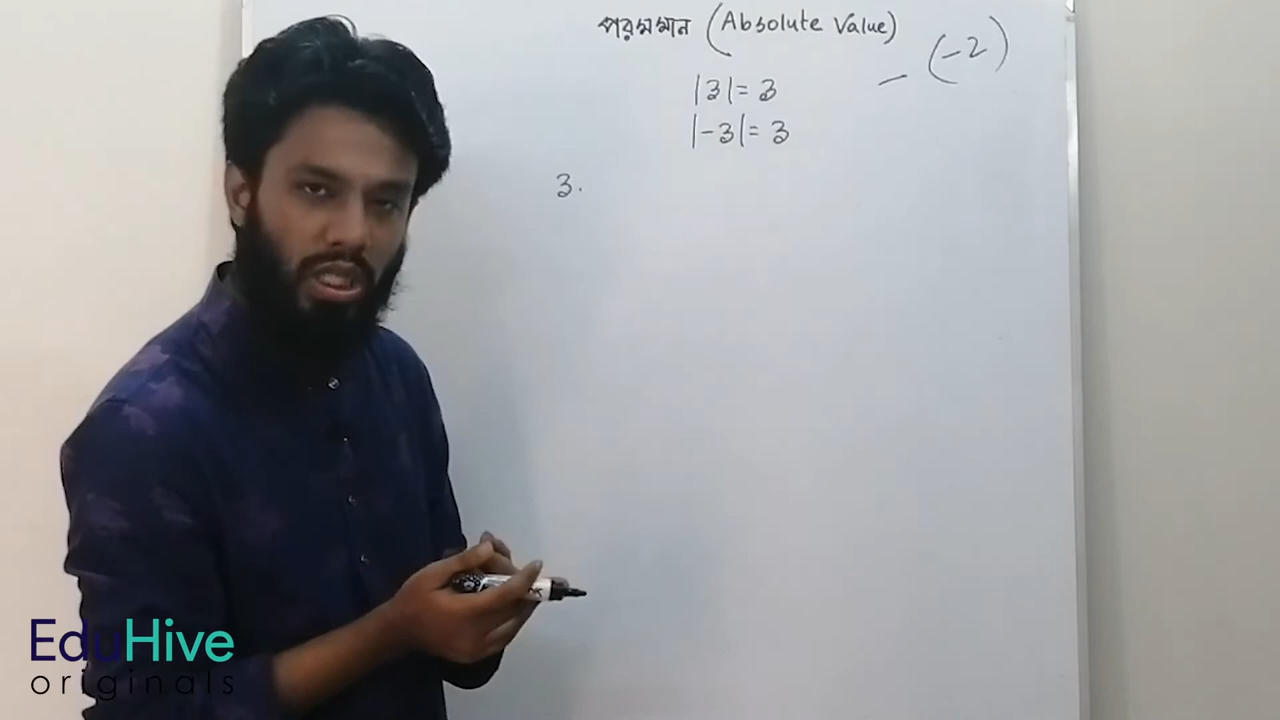 পরমমান (Absolute Value)
- (-2)
|3| = 3
|-3| = 3
3.
EduHive
originals